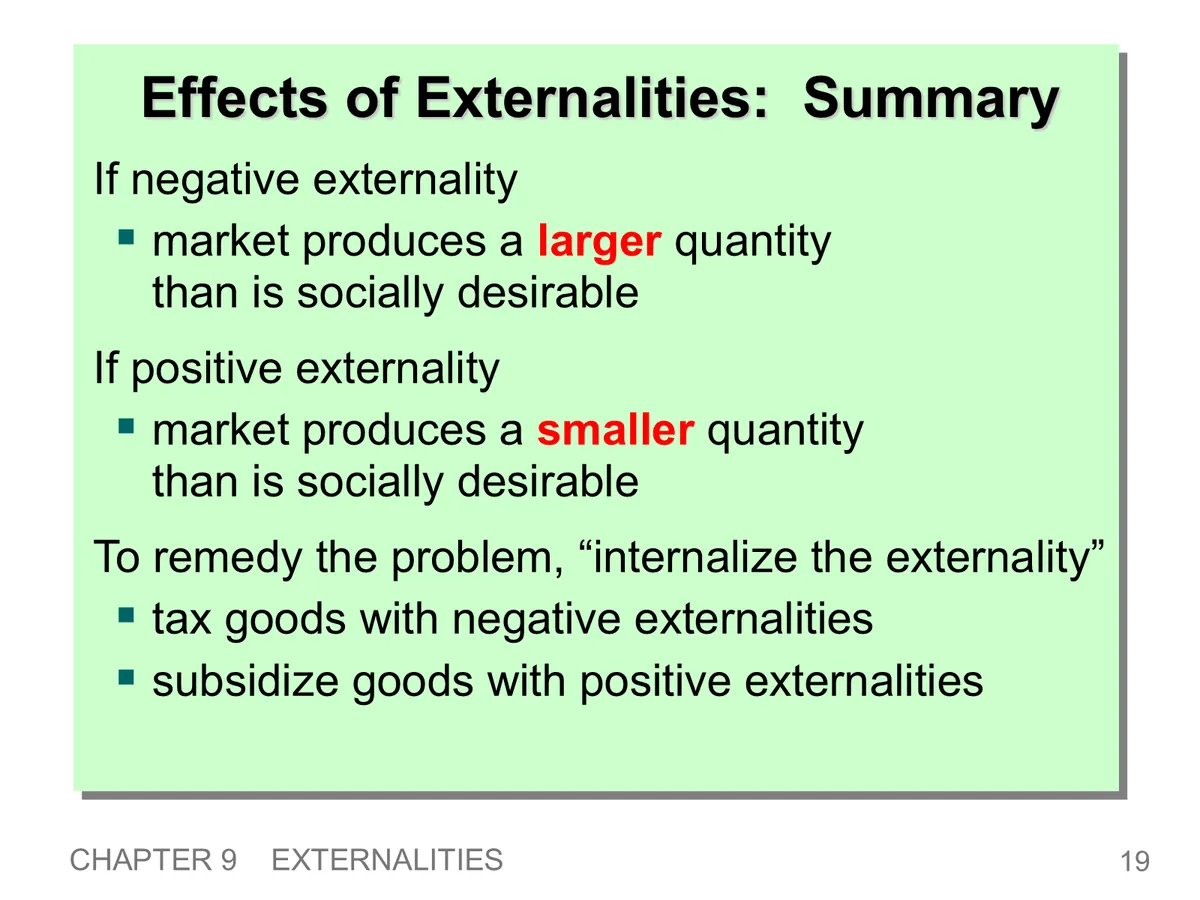 Effects of Externalities:  Summary
If negative externality
▪ market produces a larger quantity
than is socially desirable
If positive externality
▪ market produces a smaller quantity
than is socially desirable
To remedy the problem, “internalize the externality”
▪ tax goods with negative externalities
▪ subsidize goods with positive externalities
CHAPTER 9    EXTERNALITIES
19